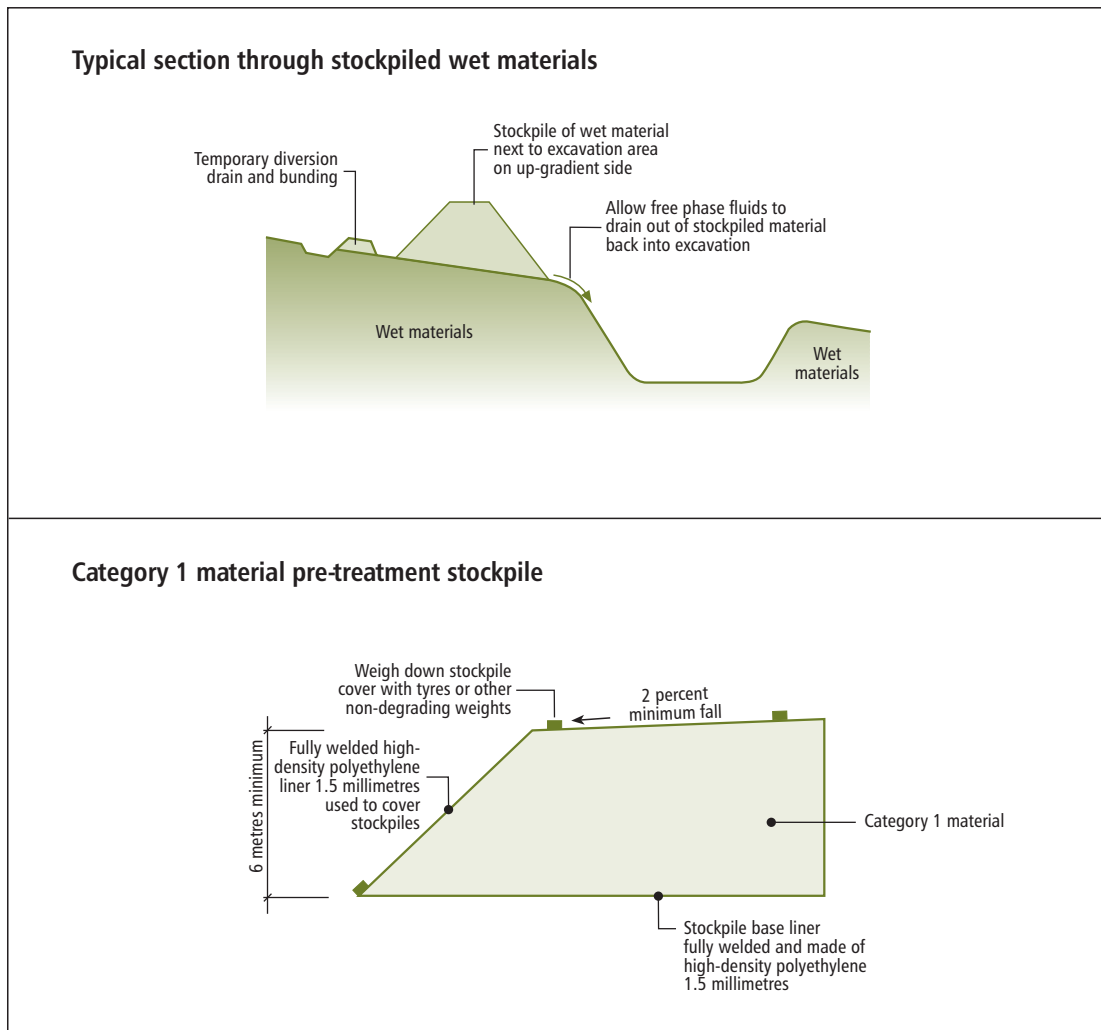 Typical section through stockpiled wet materials
Stockpile of wet material
next to excavation area
on up-gradient side
Temporary diversion
drain and bunding
Allow free phase fluids to
drain out of stockpiled material
back into excavation
Wet materials
Wet
materials
Category 1 material pre-treatment stockpile
Weigh down stockpile
cover with tyres or other
non-degrading weights
2 percent
minimum fall
6 metres minimum
Fully welded high-
density polyethylene
liner 1.5 millimetres
used to cover
stockpiles
Category 1 material
Stockpile base liner
fully welded and made of
high-density polyethylene
1.5 millimetres